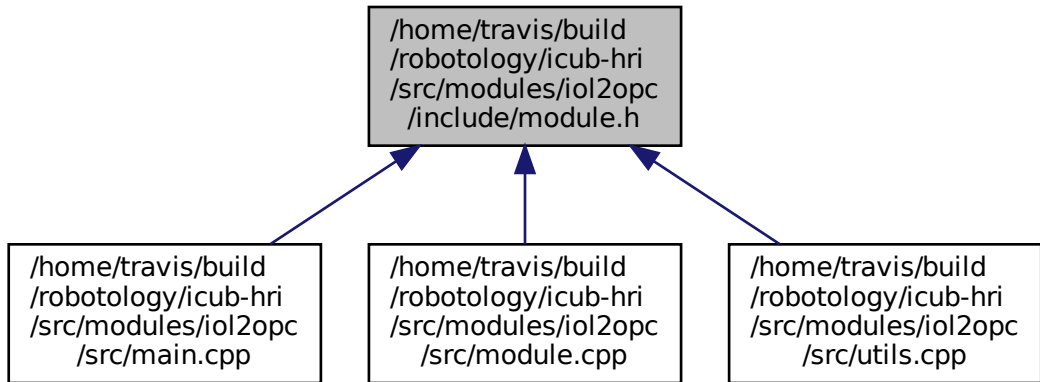 /home/travis/build
/robotology/icub-hri
/src/modules/iol2opc
/include/module.h
/home/travis/build
/robotology/icub-hri
/src/modules/iol2opc
/src/main.cpp
/home/travis/build
/robotology/icub-hri
/src/modules/iol2opc
/src/module.cpp
/home/travis/build
/robotology/icub-hri
/src/modules/iol2opc
/src/utils.cpp